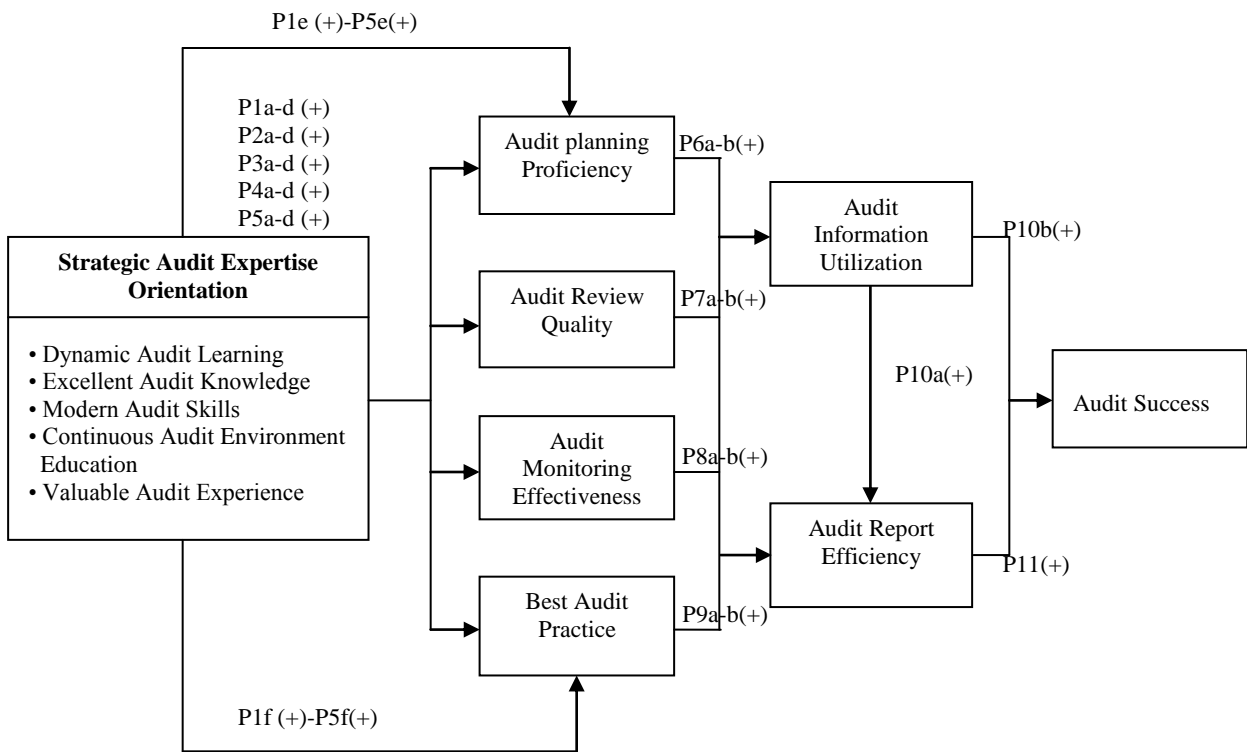 P1e (+)-P5e(+)
P1a-d (+)
P2a-d (+)
P3a-d (+)
P4a-d (+)
P5a-d (+)
Strategic Audit Expertise
Orientation
• Dynamic Audit Learning
• Excellent Audit Knowledge
• Modern Audit Skills
• Continuous Audit Environment
Education
• Valuable Audit Experience
P1f (+)-P5f(+)
Audit planning
Proficiency
P6a-b(+)
Audit Review
Quality
P7a-b(+)
Audit
Monitoring
Effectiveness
P8a-b(+)
Best Audit
Practice
P9a-b(+)
Audit
Information
Utilization
P10b(+)
P10a(+)
Audit Report
Efficiency
P11(+)
Audit Success